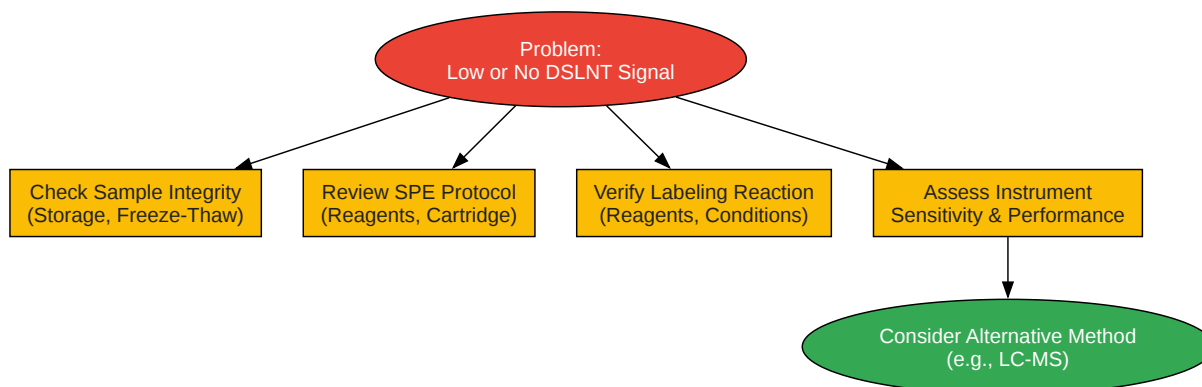 Problem:
Low or No DSLNT Signal
Check Sample Integrity
(Storage, Freeze-Thaw)
Review SPE Protocol
(Reagents, Cartridge)
Verify Labeling Reaction
(Reagents, Conditions)
Assess Instrument
Sensitivity & Performance
Consider Alternative Method
(e.g., LC-MS)